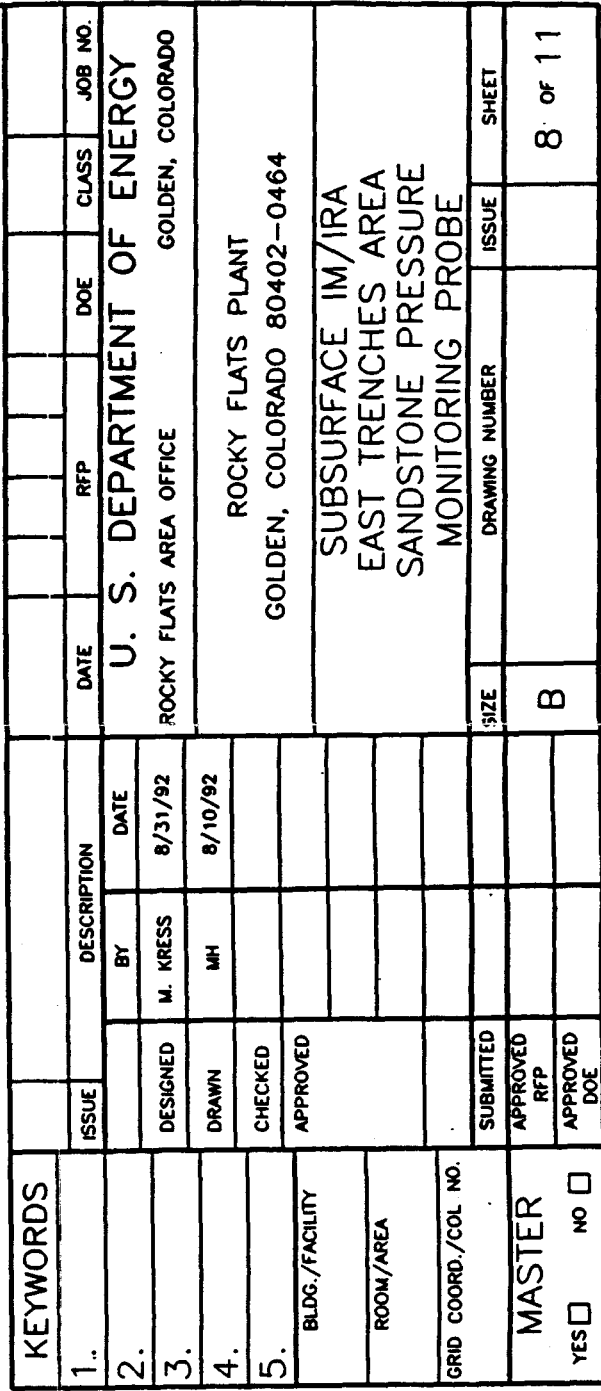 KEYWORDS
1.
2.
3.
4.
5.
BLDG./FACILITY
ROOM/AREA
GRID COORD./COL NO.
MASTER
YES □ NO □
ISSUE DESCRIPTION DATE RFP DOE CLASS JOB NO.
BY DATE
DESIGNED M. KRESS 8/31/92
DRAWN MH 8/10/92
CHECKED
APPROVED
SUBMITTED
APPROVED
RFP
APPROVED
DOE
U. S. DEPARTMENT OF ENERGY
ROCKY FLATS AREA OFFICE GOLDEN, COLORADO
ROCKY FLATS PLANT
GOLDEN, COLORADO 80402-0464
SUBSURFACE IM/IRA
EAST TRENCHES AREA
SANDSTONE PRESSURE
MONITORING PROBE
SIZE DRAWING NUMBER ISSUE SHEET
B 8 OF 11